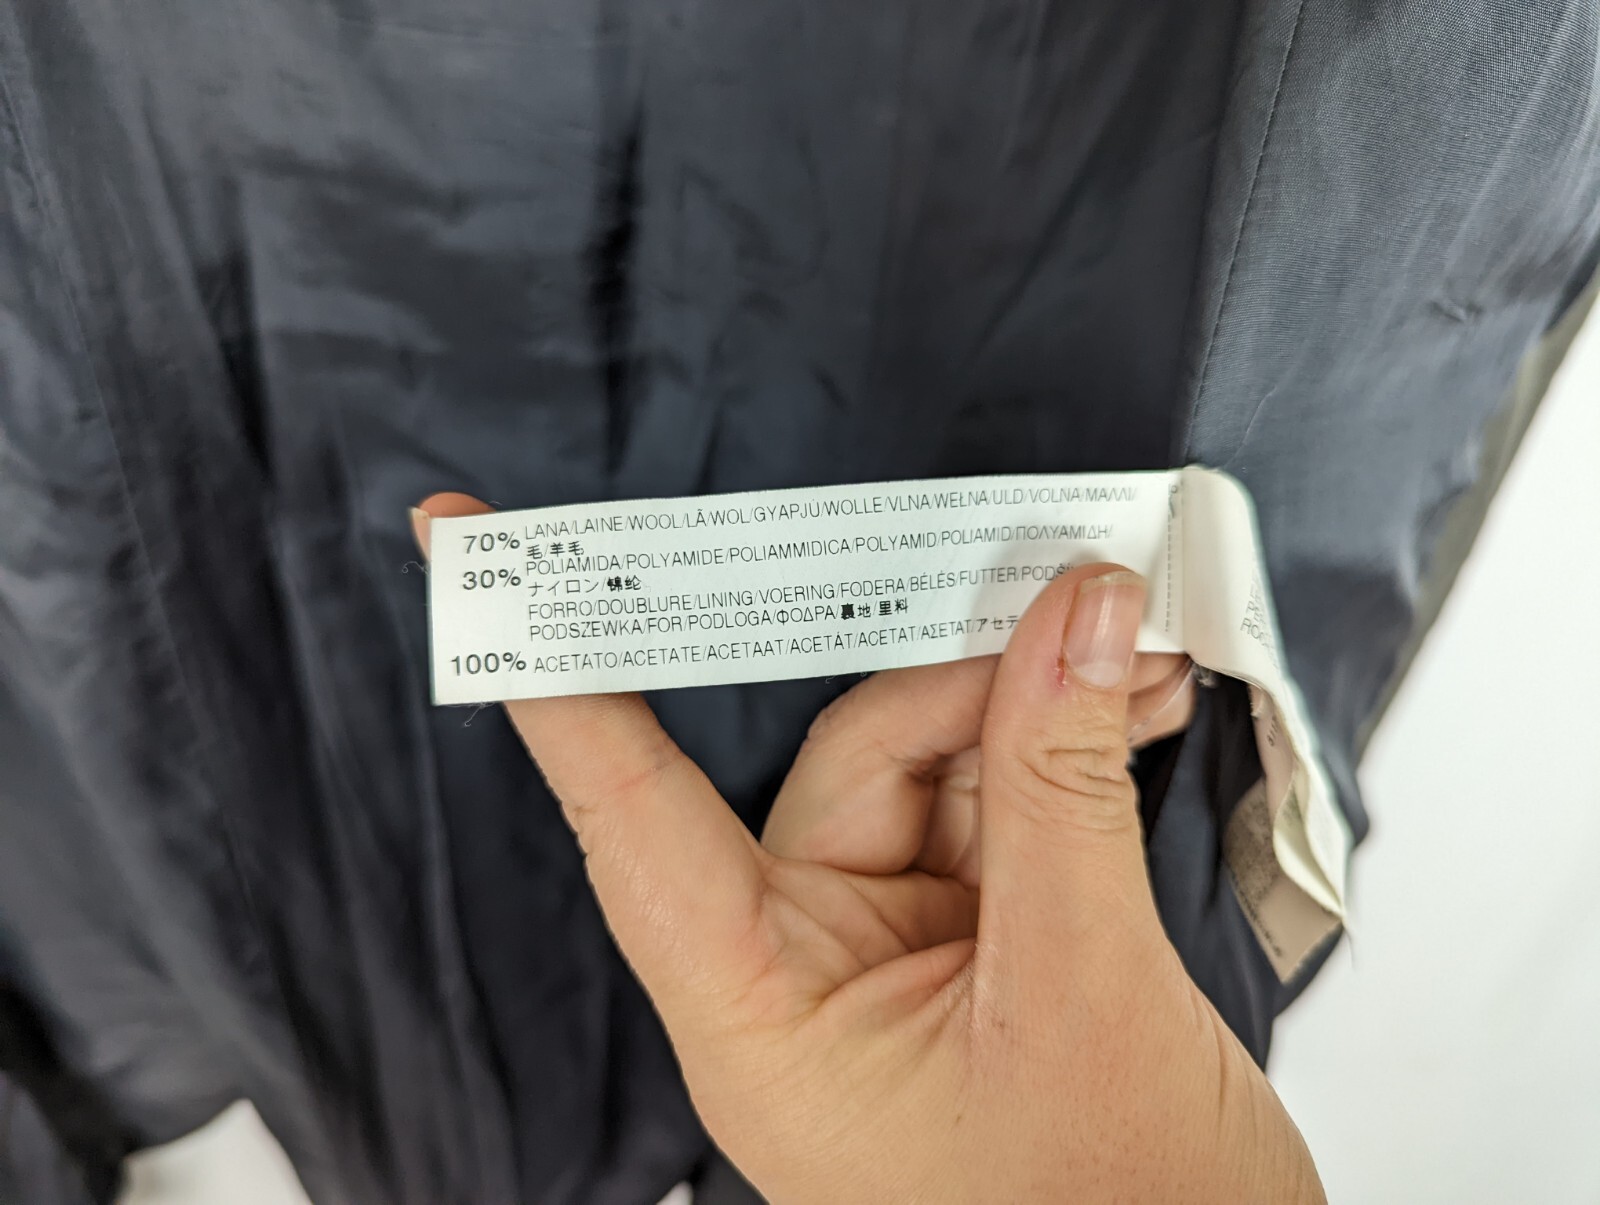 70% LANA/LAINE/WOOL/LÃ/WOL/GYAPJÚ/WOLLE/VLNA/WEŁNA/ULD/VOLNA/ΜΑΛΛΙ/
毛/羊毛
30% POLIAMIDA/POLYAMIDE/POLIAMMIDICA/POLYAMID/POLIAMID/ΠΟΛΥΑΜΙΔΗ/
ナイロン/锦纶
FORRO/DOUBLURE/LINING/VOERING/FODERA/BÉLÉS/FUTTER/
PODSZEWKA/FOR/PODLOGA/ΦΟΔΡΑ/裏地/里料
100% ACETATO/ACETATE/ACETAAT/ACETÁT/ACETAT/ΑΣΕΤΑΤ/アセテ